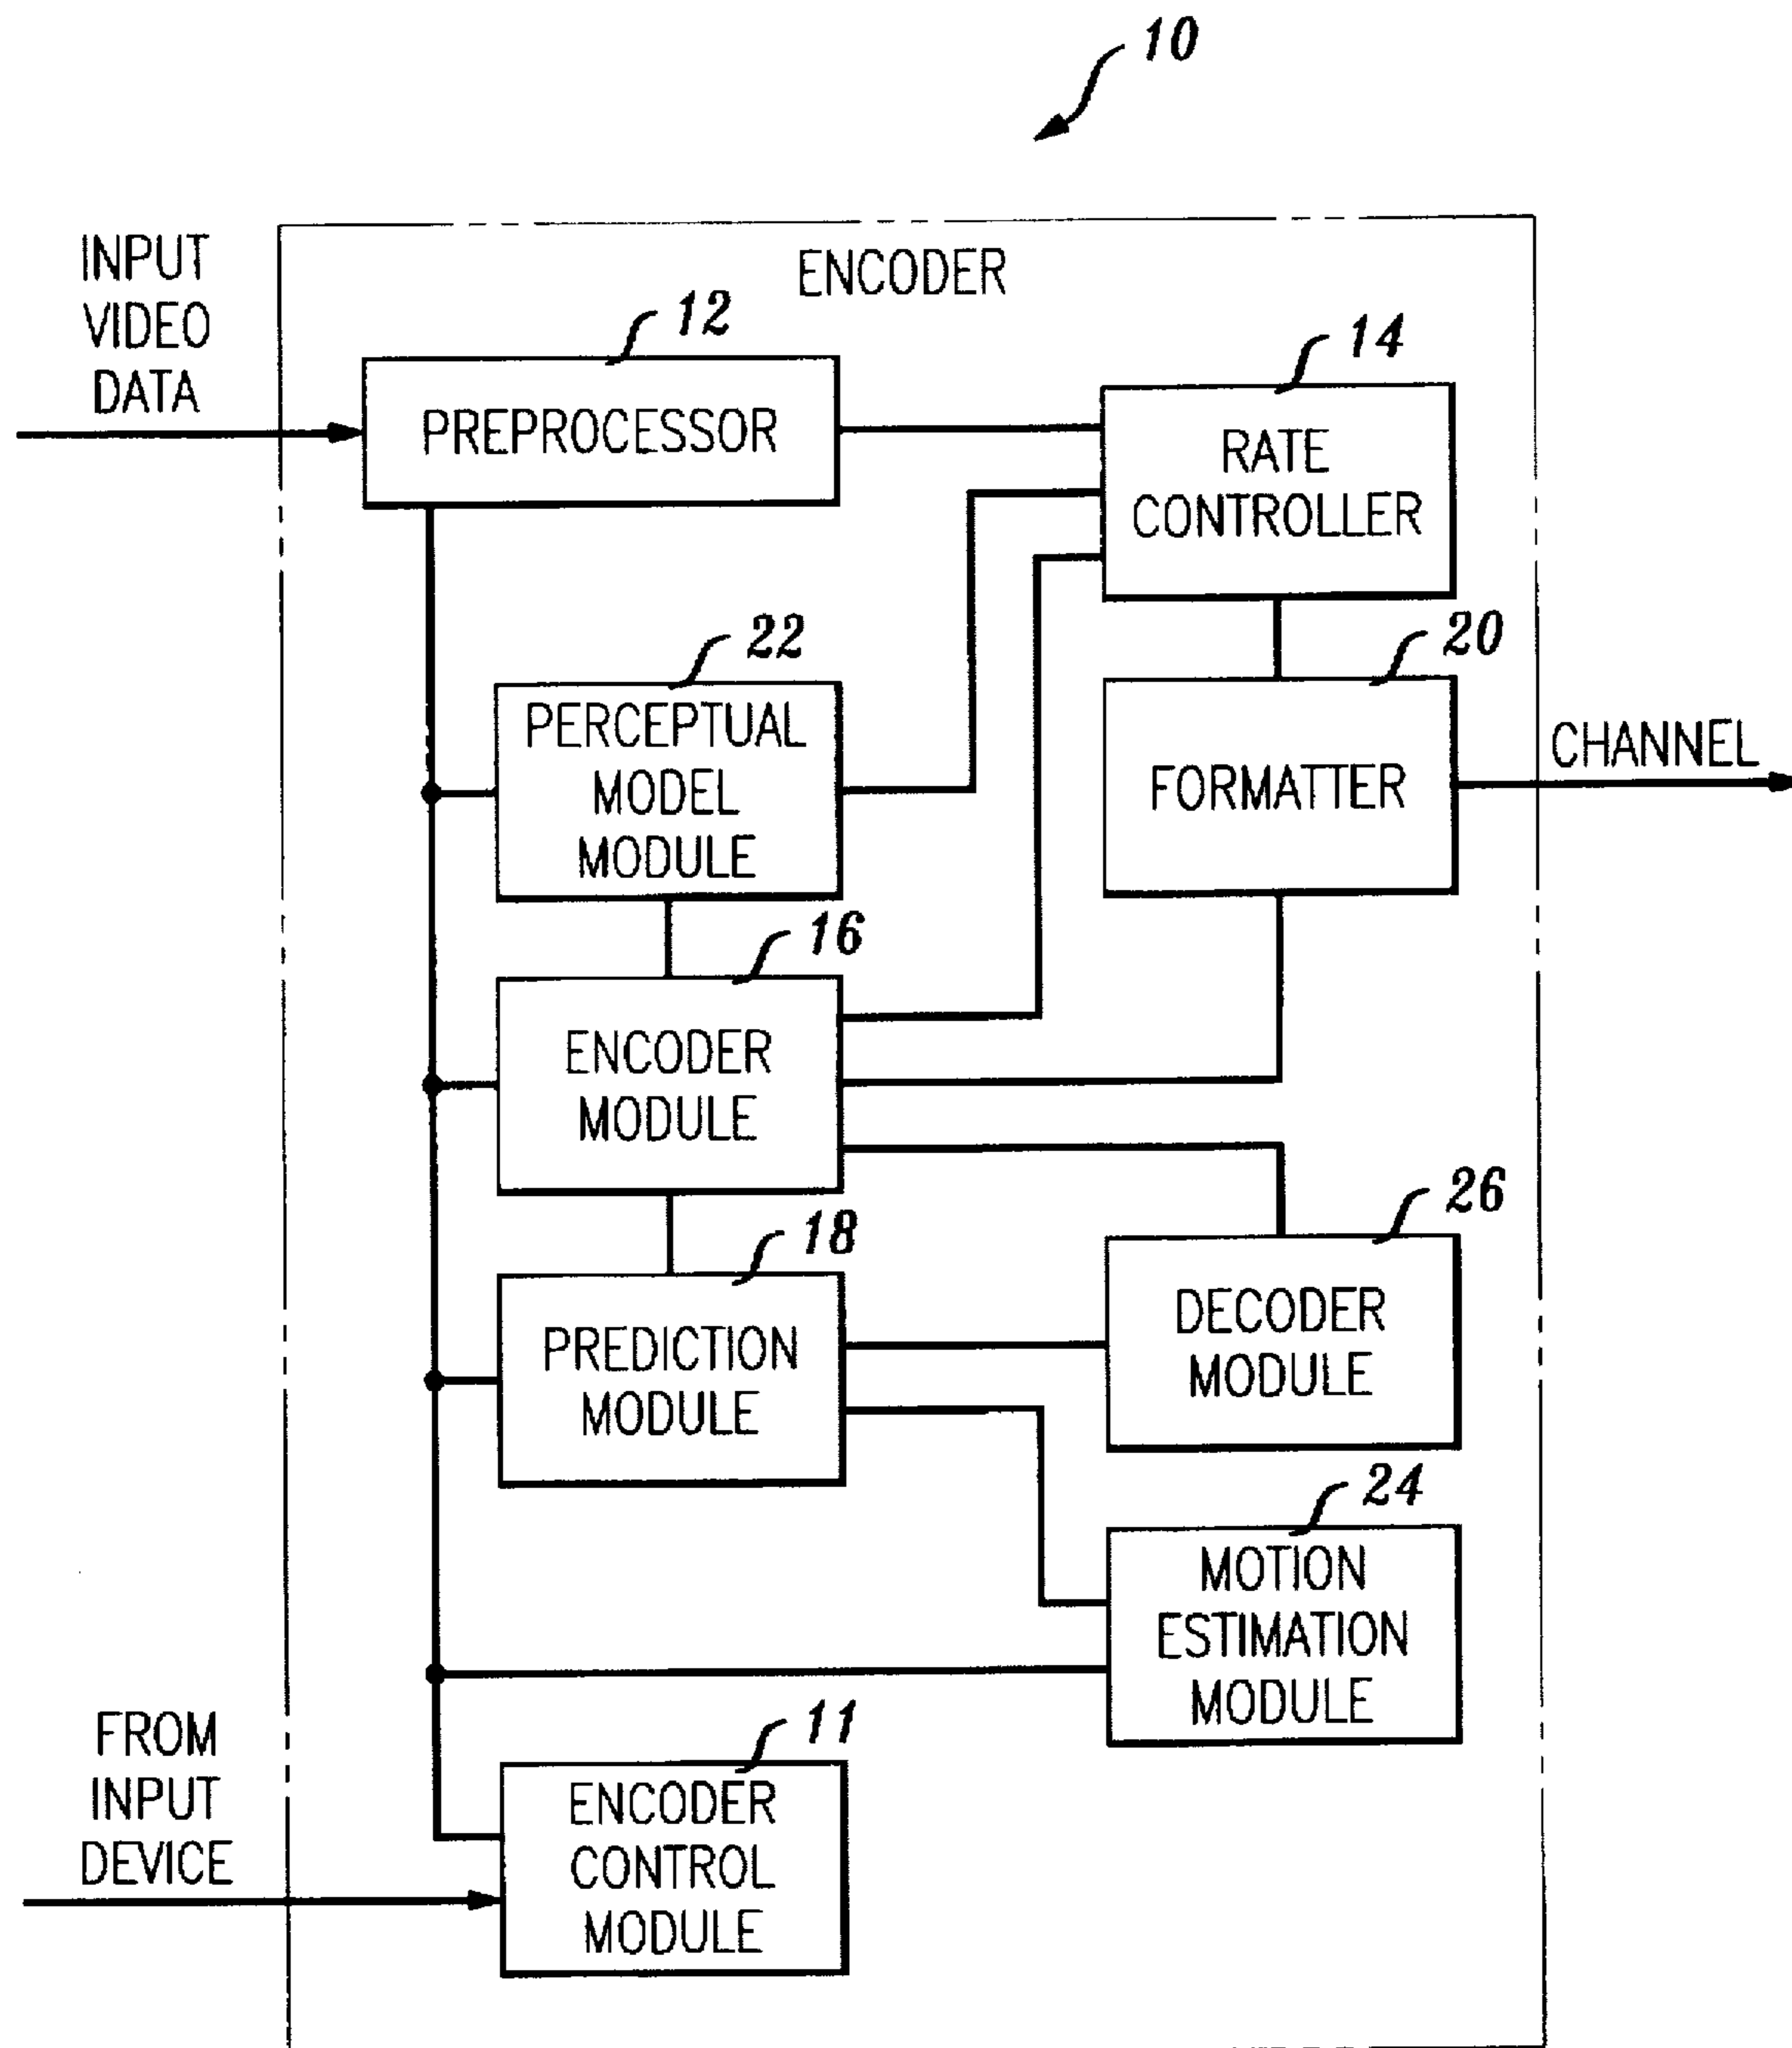 10
INPUT
VIDEO
DATA
ENCODER
12
PREPROCESSOR
14
RATE
CONTROLLER
22
PERCEPTUAL
MODEL
MODULE
20
FORMATTER
CHANNEL
16
ENCODER
MODULE
18
PREDICTION
MODULE
26
DECODER
MODULE
24
MOTION
ESTIMATION
MODULE
FROM
INPUT
DEVICE
11
ENCODER
CONTROL
MODULE